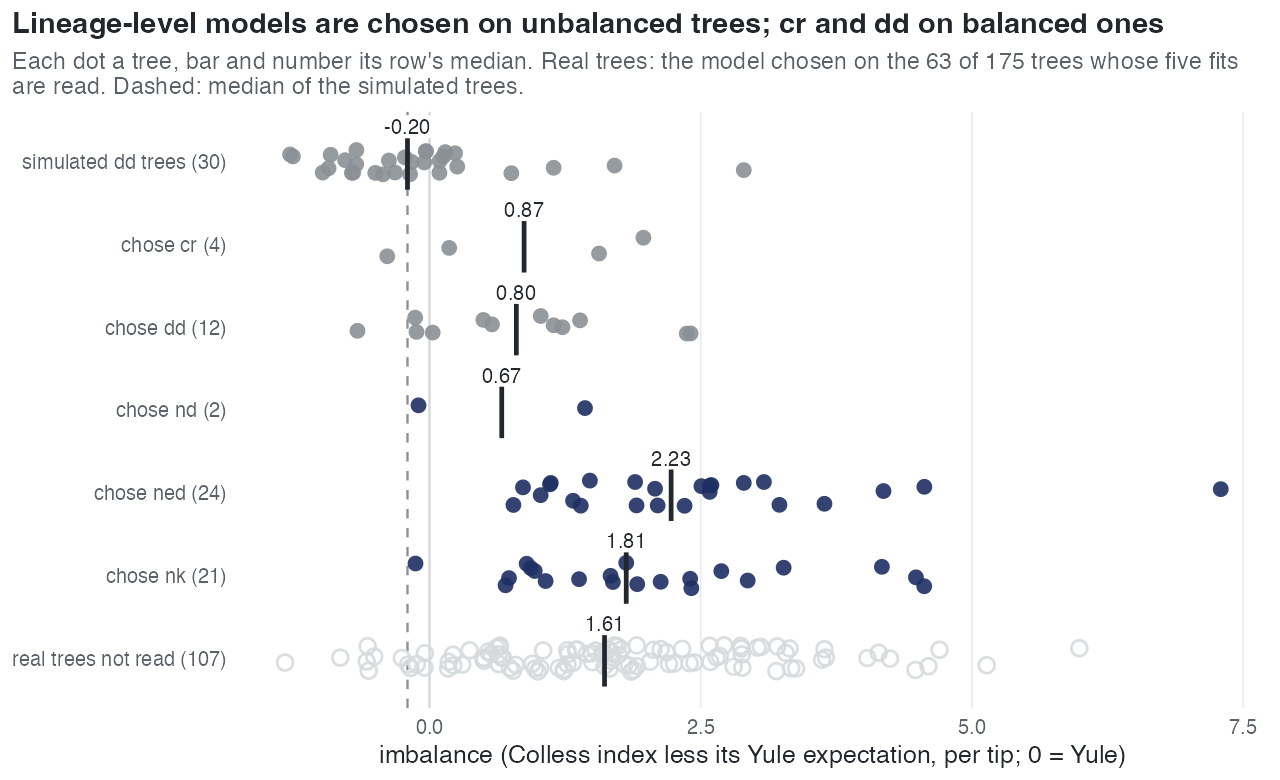 Lineage-level models are chosen on unbalanced trees; cr and dd on balanced ones
Each dot a tree, bar and number its row's median. Real trees: the model chosen on the 63 of 175 trees whose five fits
are read. Dashed: median of the simulated trees.
-0.20
simulated dd trees (30)
0.87
chose cr (4)
0.80
chose dd (12)
0.67
chose nd (2)
2.23
chose ned (24)
1.81
chose nk (21)
1.61
real trees not read (107)
0.0 2.5 5.0 7.5
imbalance (Colless index less its Yule expectation, per tip; 0 = Yule)